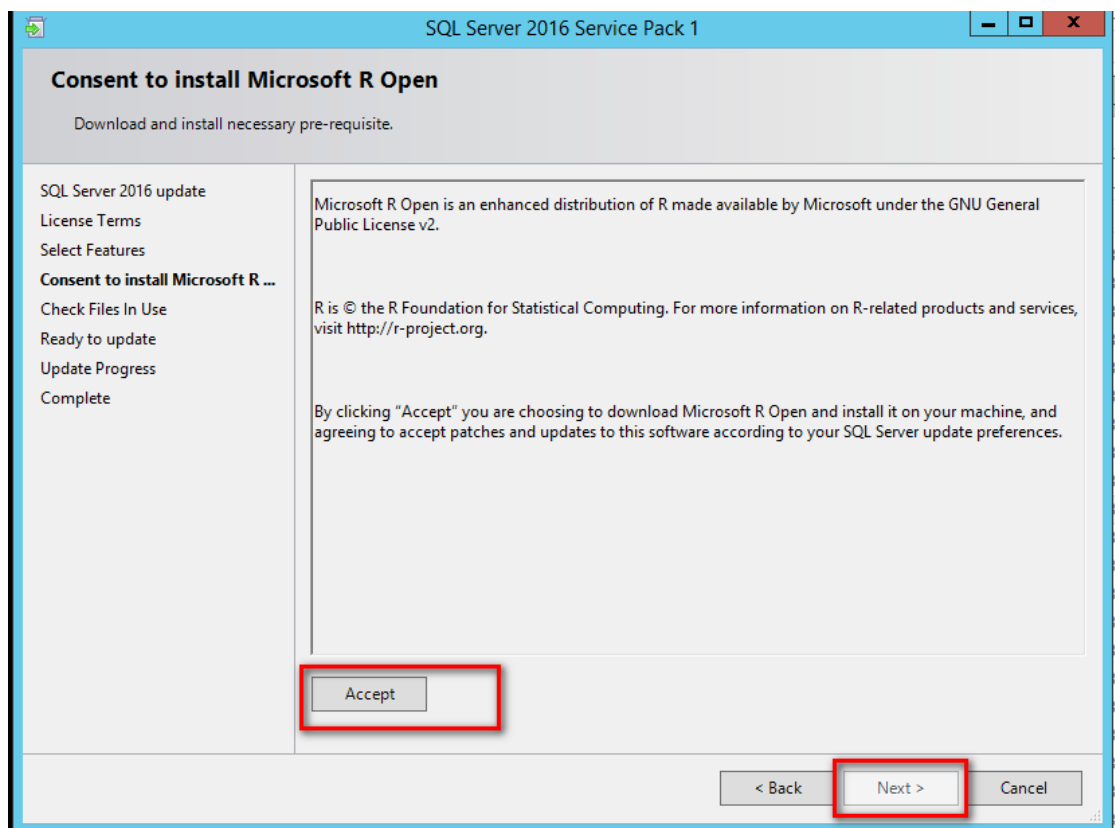 SQL Server 2016 Service Pack 1
Consent to install Microsoft R Open
Download and install necessary pre-requisite.
SQL Server 2016 update
License Terms
Select Features
Consent to install Microsoft R ...
Check Files In Use
Ready to update
Update Progress
Complete
Microsoft R Open is an enhanced distribution of R made available by Microsoft under the GNU General
Public License v2.
R is © the R Foundation for Statistical Computing. For more information on R-related products and services,
visit http://r-project.org.
By clicking “Accept” you are choosing to download Microsoft R Open and install it on your machine, and
agreeing to accept patches and updates to this software according to your SQL Server update preferences.
Accept
< Back
Next >
Cancel